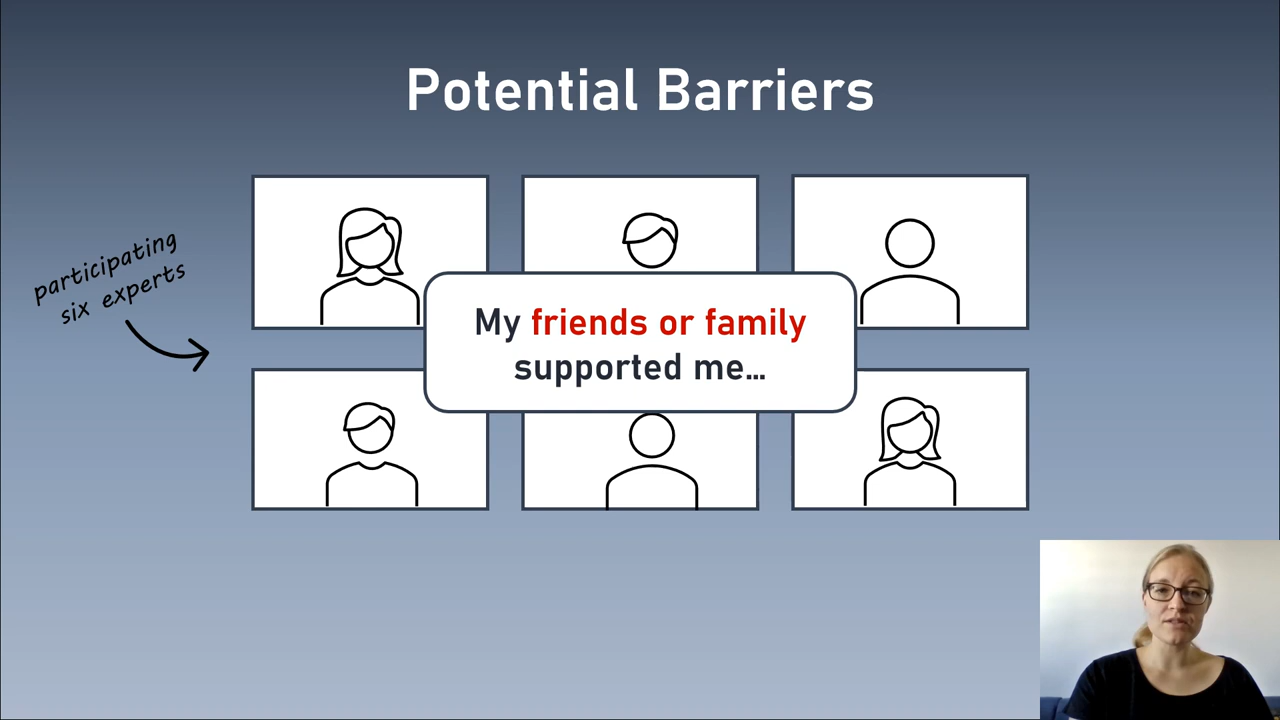 Potential Barriers
participating
six experts
My friends or family
supported me...